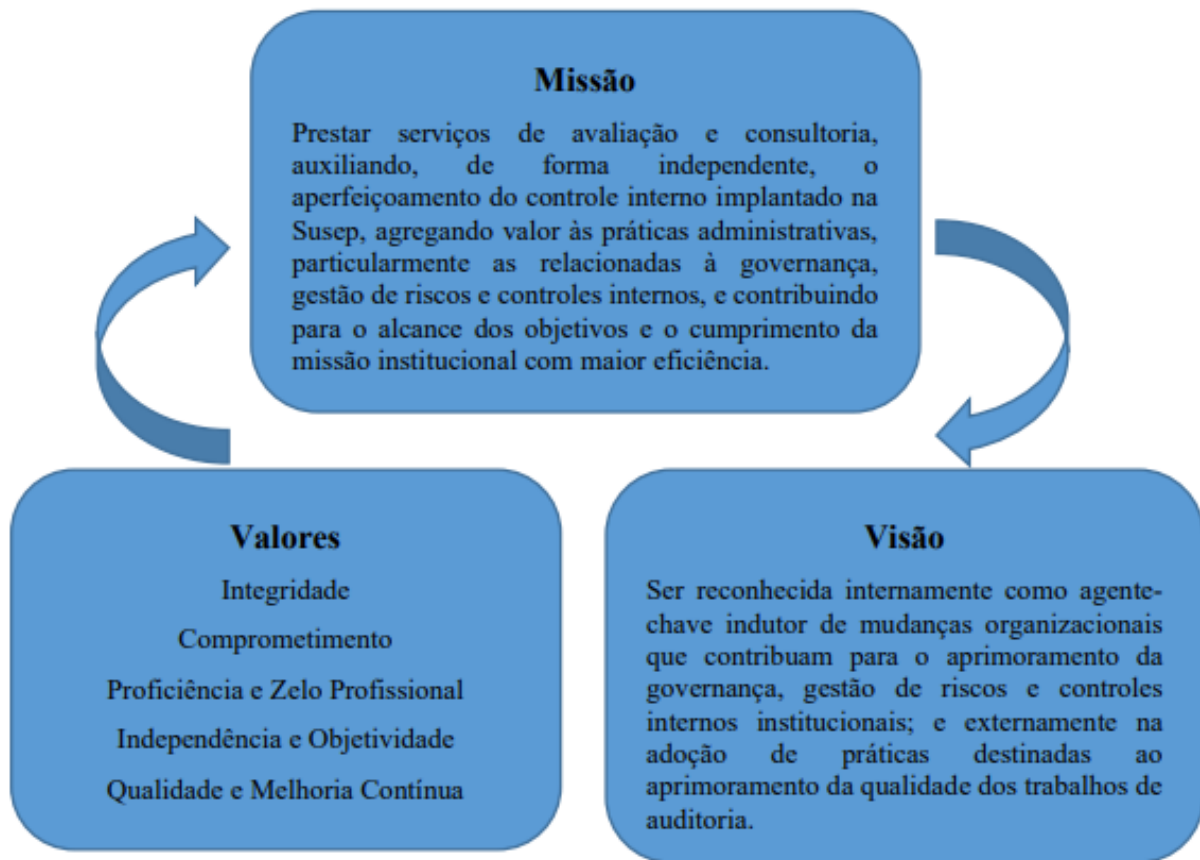 Missão
Prestar serviços de avaliação e consultoria,
auxiliando, de forma independente, o
aperfeiçoamento do controle interno implantado na
Susep, agregando valor às práticas administrativas,
particularmente as relacionadas à governança,
gestão de riscos e controles internos, e contribuindo
para o alcance dos objetivos e o cumprimento da
missão institucional com maior eficiência.
Valores
Integridade
Comprometimento
Proficiência e Zelo Profissional
Independência e Objetividade
Qualidade e Melhoria Contínua
Visão
Ser reconhecida internamente como agente-
chave indutor de mudanças organizacionais
que contribuam para o aprimoramento da
governança, gestão de riscos e controles
internos institucionais; e externamente na
adoção de práticas destinadas ao
aprimoramento da qualidade dos trabalhos de
auditoria.